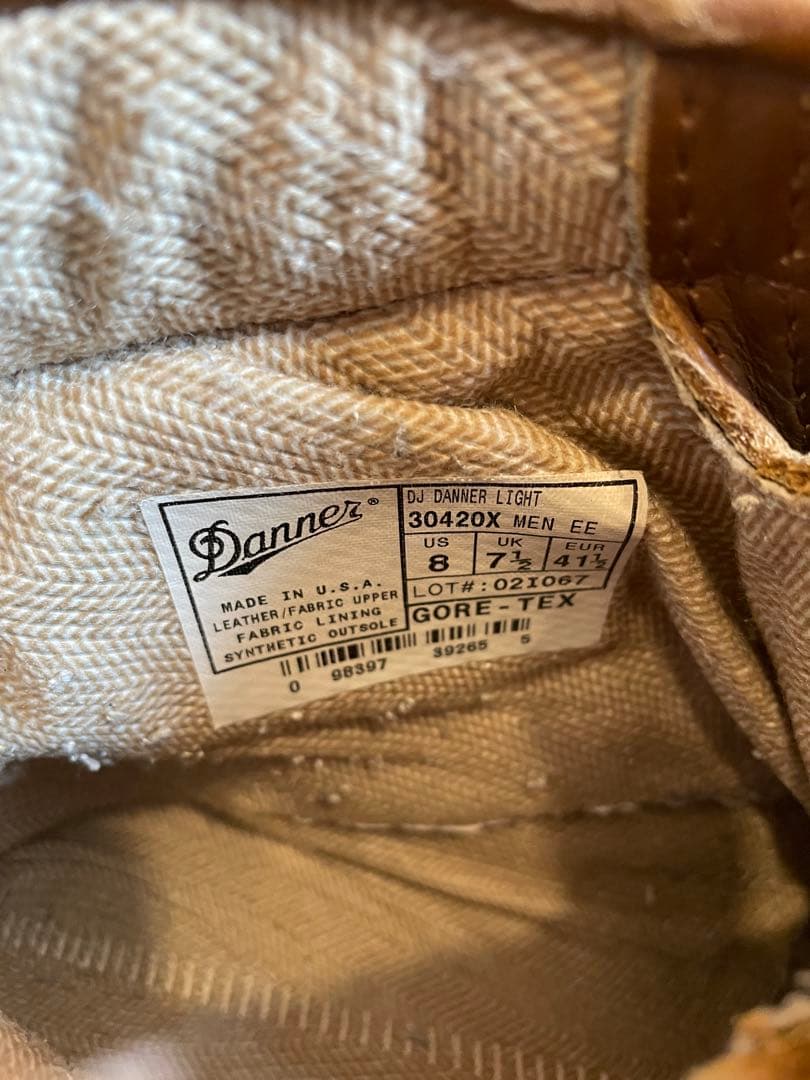 Danner®
MADE IN U.S.A.
LEATHER/FABRIC UPPER
FABRIC LINING
SYNTHETIC OUTSOLE
DJ DANNER LIGHT
30420X MEN EE
US UK EUR
8 7½ 41½
LOT#:021067
GORE-TEX
0 98397 39265 5